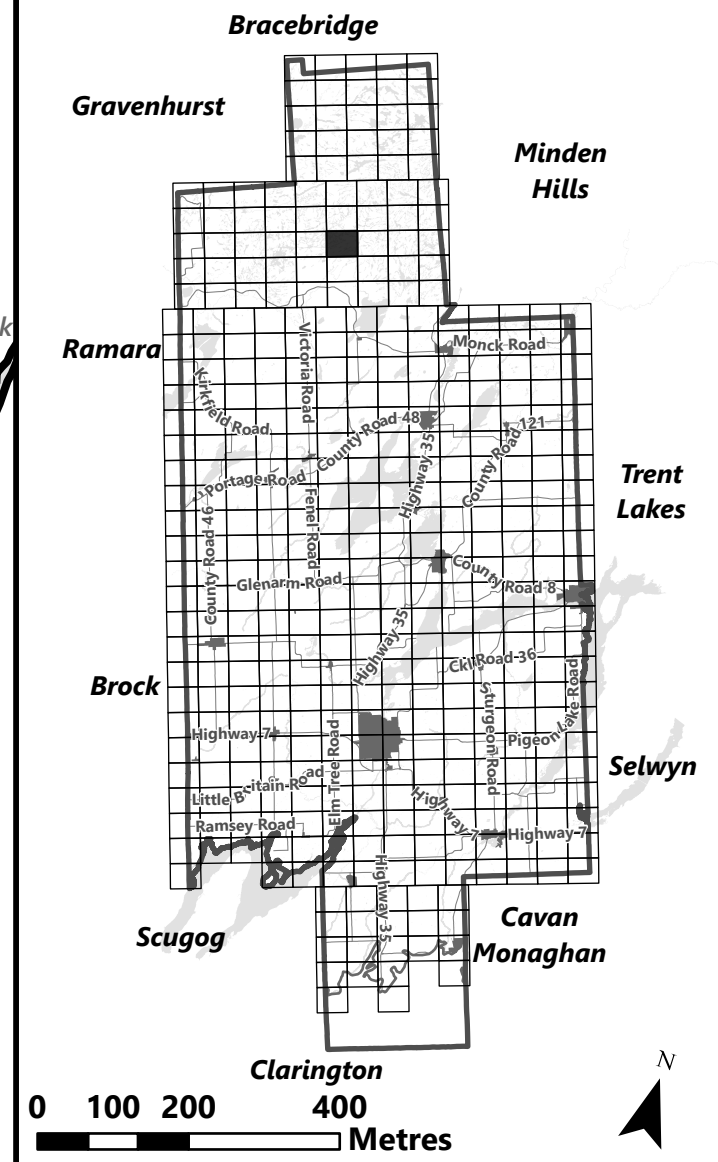 Bracebridge
Gravenhurst
Minden
Hills
k
Ramara
Monck Road
Victoria Road
Kirkfield Road
County Road 48
County Road 121
Highway 35
Portage Road
Trent
Lakes
Fenel Road
County Road 46
County Road 8
Glenarm Road
Highway 35
Ckl Road 36
Brock
Sturgeon Road
Pigeon Lake Road
Highway 7
Elm Tree Road
Selwyn
Little Britain Road
Highway 7
Ramsey Road
Highway 7
Highway 35
Scugog
Cavan
Monaghan
Clarington
N
0 100 200 400
Metres